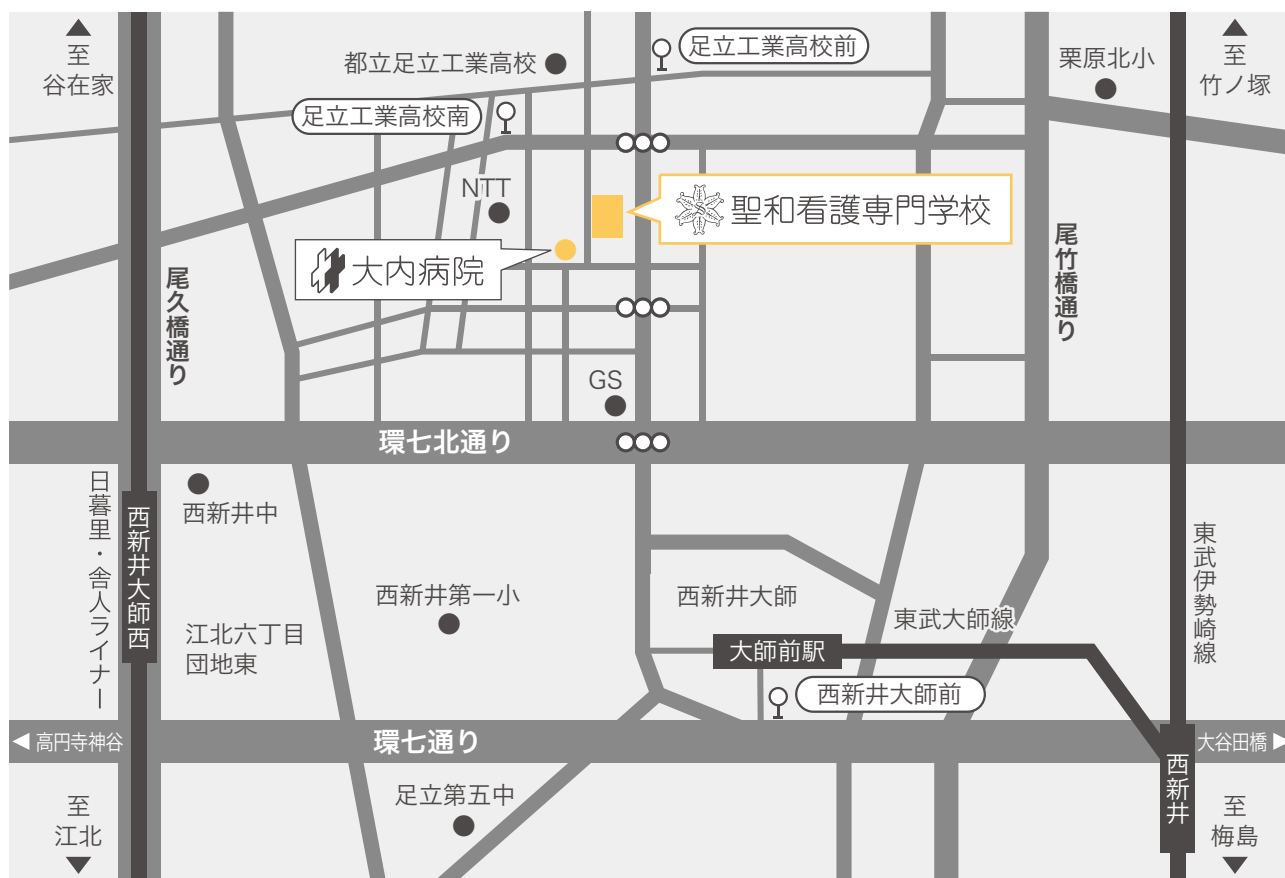 至
谷在家
都立足立工業高校
足立工業高校前
栗原北小
至
竹ノ塚
足立工業高校南
NTT
聖和看護専門学校
大内病院
尾久橋通り
尾竹橋通り
GS
環七北通り
日暮里・舎人ライナー
西新井大師西
西新井中
東武伊勢崎線
西新井第一小
西新井大師
江北六丁目
団地東
東武大師線
大師前駅
西新井大師前
高円寺神谷
環七通り
大谷田橋
西新井
至
江北
足立第五中
至
梅島